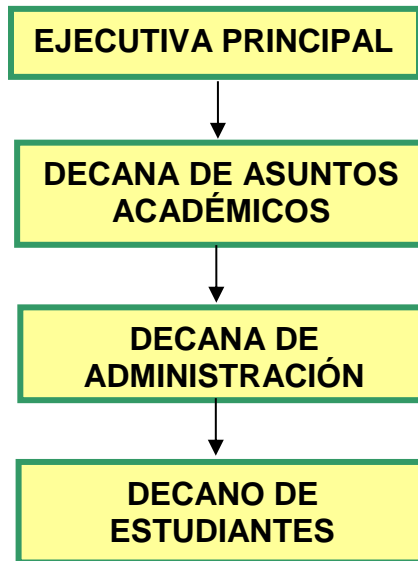 EJECUTIVA PRINCIPAL
DECANA DE ASUNTOS
ACADÉMICOS
DECANA DE
ADMINISTRACIÓN
DECANO DE
ESTUDIANTES